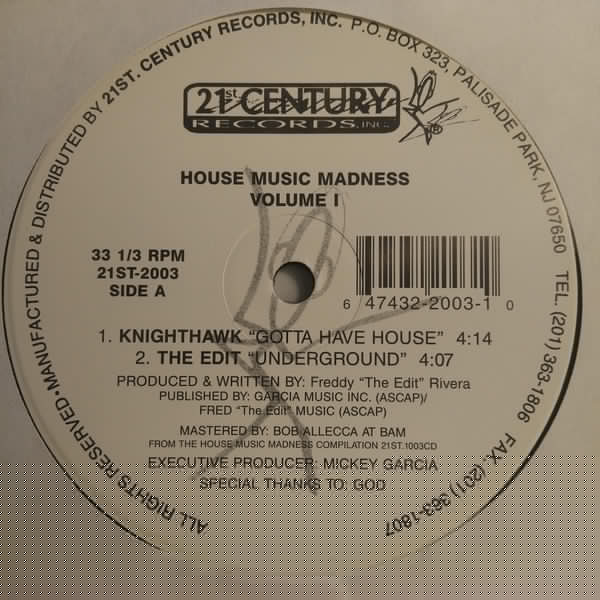 ALL RIGHTS RESERVED • MANUFACTURED & DISTRIBUTED BY 21ST. CENTURY RECORDS, INC. P.O. BOX 323, PALISADE PARK, NJ 07650 TEL. (201) 363-1806 FAX. (201) 363-1807
21st CENTURY
RECORDS, INC.
HOUSE MUSIC MADNESS
VOLUME I
33 1/3 RPM
21ST-2003
SIDE A
6 47432-2003-1 0
1. KNIGHTHAWK "GOTTA HAVE HOUSE" 4:14
2. THE EDIT "UNDERGROUND" 4:07
PRODUCED & WRITTEN BY: Freddy "The Edit" Rivera
PUBLISHED BY: GARCIA MUSIC INC. (ASCAP)/
FRED "The Edit" MUSIC (ASCAP)
MASTERED BY: BOB ALLECCA AT BAM
FROM THE HOUSE MUSIC MADNESS COMPILATION 21ST.1003CD
EXECUTIVE PRODUCER: MICKEY GARCIA
SPECIAL THANKS TO: GOD